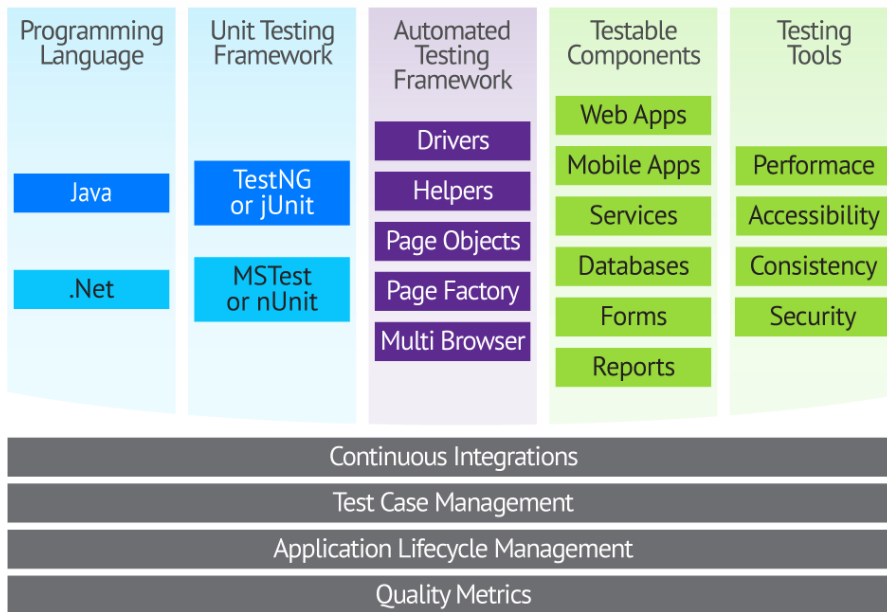 Programming
Language
Java
.Net
Unit Testing
Framework
TestNG
or jUnit
MSTest
or nUnit
Automated
Testing
Framework
Drivers
Helpers
Page Objects
Page Factory
Multi Browser
Testable
Components
Web Apps
Mobile Apps
Services
Databases
Forms
Reports
Testing
Tools
Performace
Accessibility
Consistency
Security
Continuous Integrations
Test Case Management
Application Lifecycle Management
Quality Metrics